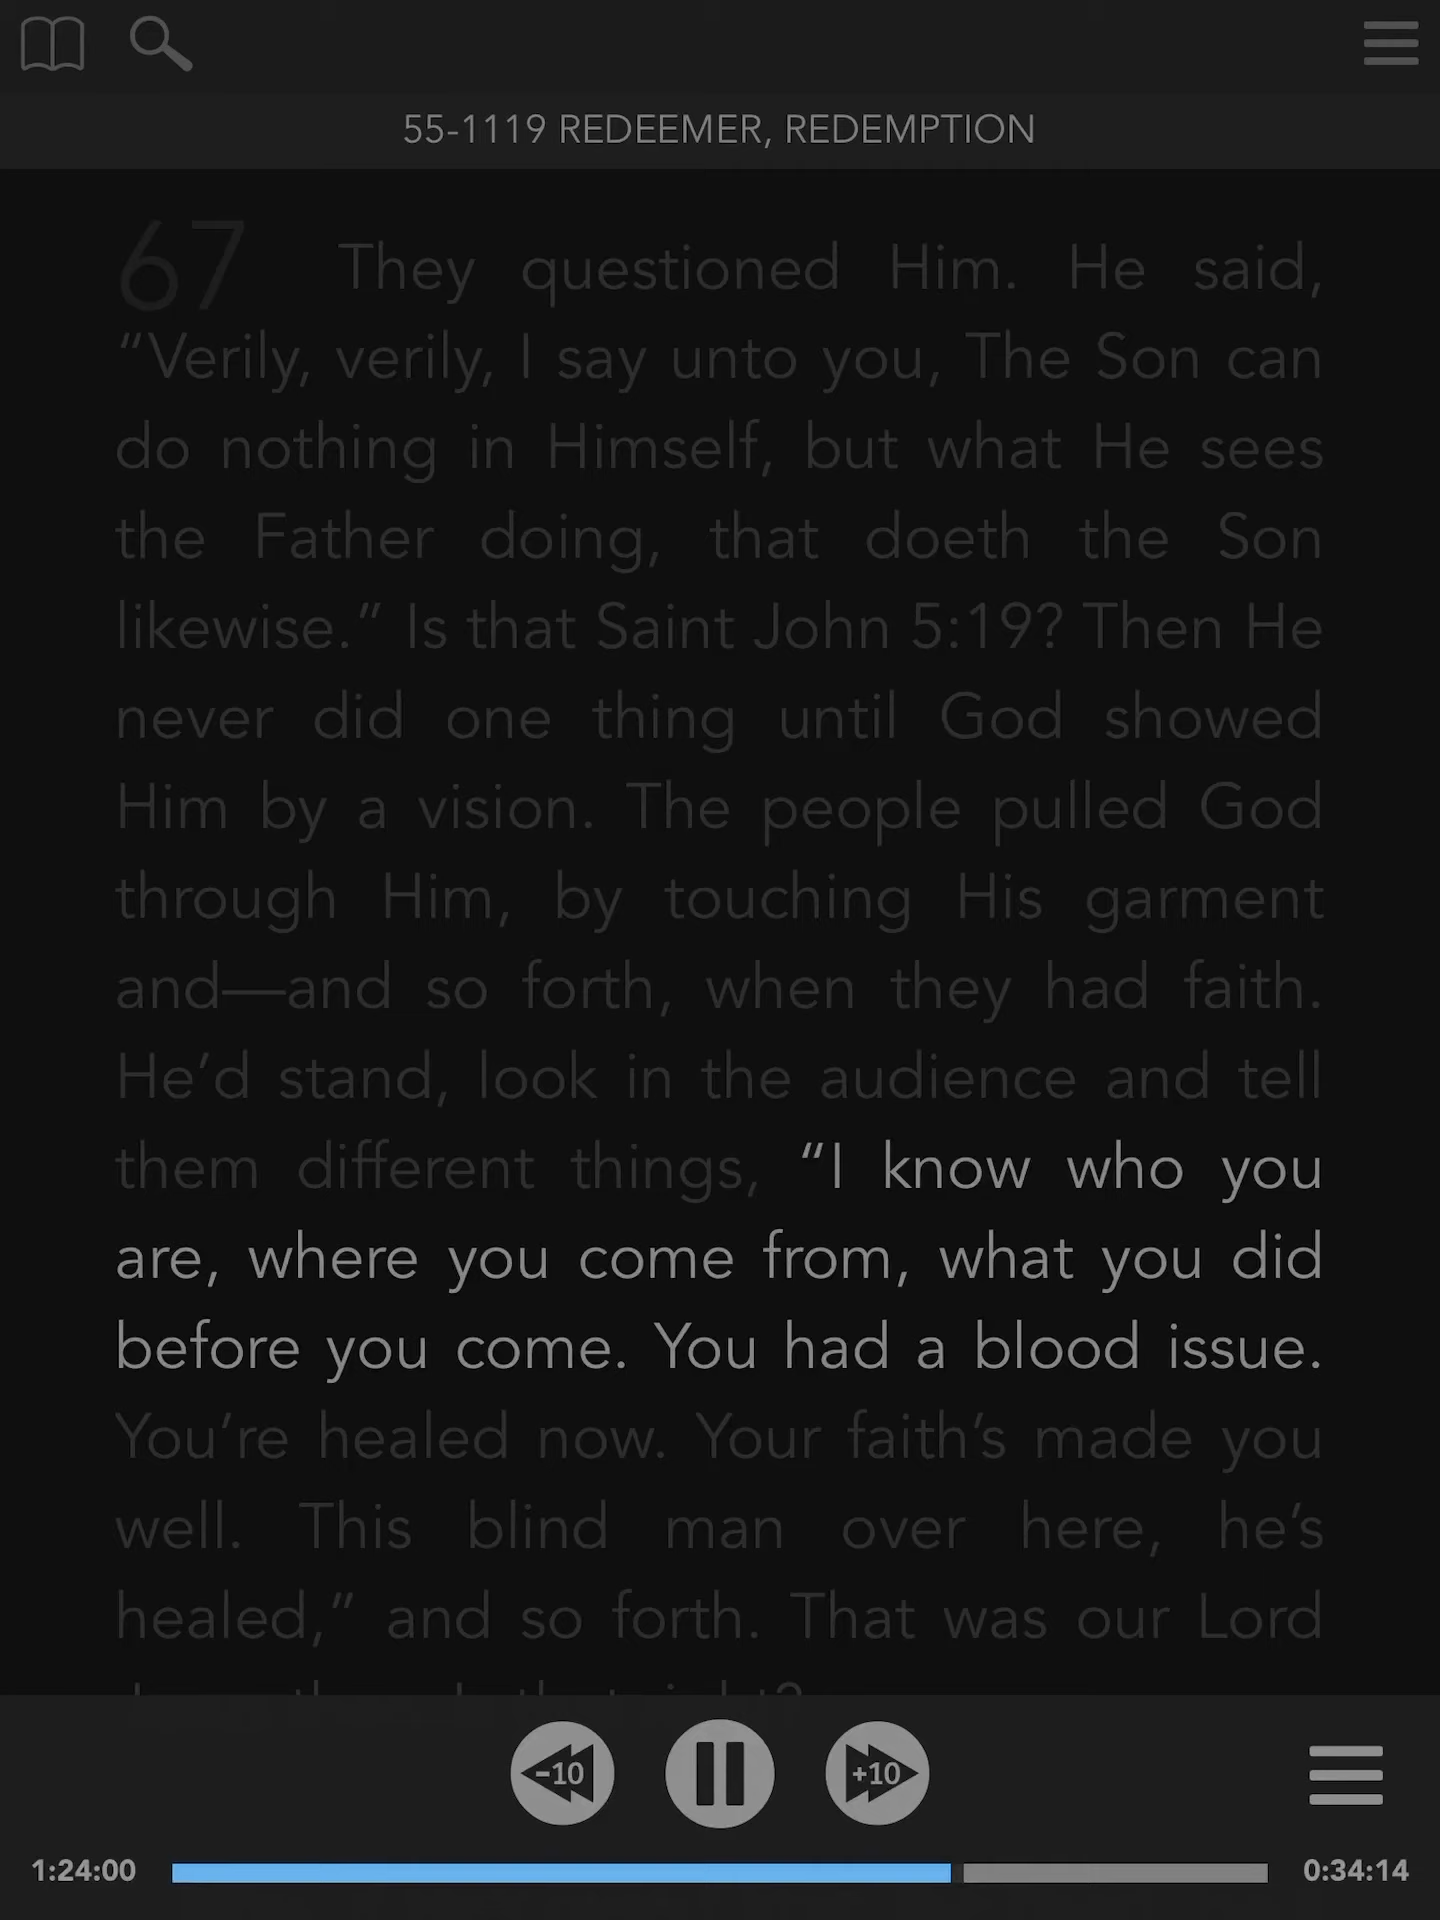 55-1119 REDEEMER, REDEMPTION
67 They questioned Him. He said,
“Verily, verily, I say unto you, The Son can
do nothing in Himself, but what He sees
the Father doing, that doeth the Son
likewise.” Is that Saint John 5:19? Then He
never did one thing until God showed
Him by a vision. The people pulled God
through Him, by touching His garment
and—and so forth, when they had faith.
He’d stand, look in the audience and tell
them different things, “I know who you
are, where you come from, what you did
before you come. You had a blood issue.
You’re healed now. Your faith’s made you
well. This blind man over here, he’s
healed,” and so forth. That was our Lord
-10 +10
1:24:00 0:34:14